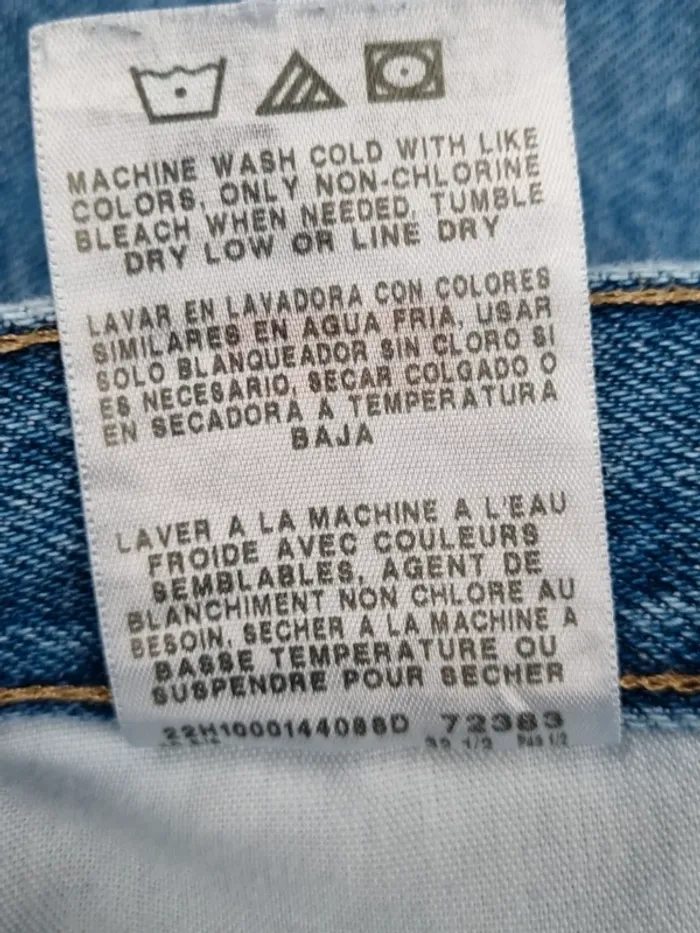 MACHINE WASH COLD WITH LIKE
COLORS, ONLY NON-CHLORINE
BLEACH WHEN NEEDED, TUMBLE
DRY LOW OR LINE DRY
LAVAR EN LAVADORA CON COLORES
SIMILARES EN AGUA FRIA, USAR
SOLO BLANQUEADOR SIN CLORO SI
ES NECESARIO, SECAR COLGADO O
EN SECADORA A TEMPERATURA
BAJA
LAVER A LA MACHINE A L'EAU
FROIDE AVEC COULEURS
SEMBLABLES, AGENT DE
BLANCHIMENT NON CHLORE AU
BESOIN, SECHER A LA MACHINE A
BASSE TEMPERATURE OU
SUSPENDRE POUR SECHER
22H1000144088D 72383